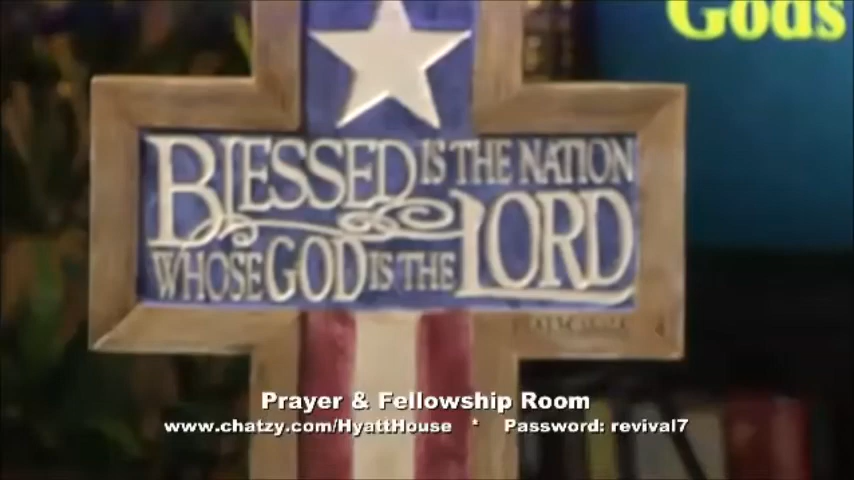 Gods
BLESSED IS THE NATION
WHOSE GOD IS THE LORD
Prayer & Fellowship Room
www.chatzy.com/HyattHouse * Password: revival7